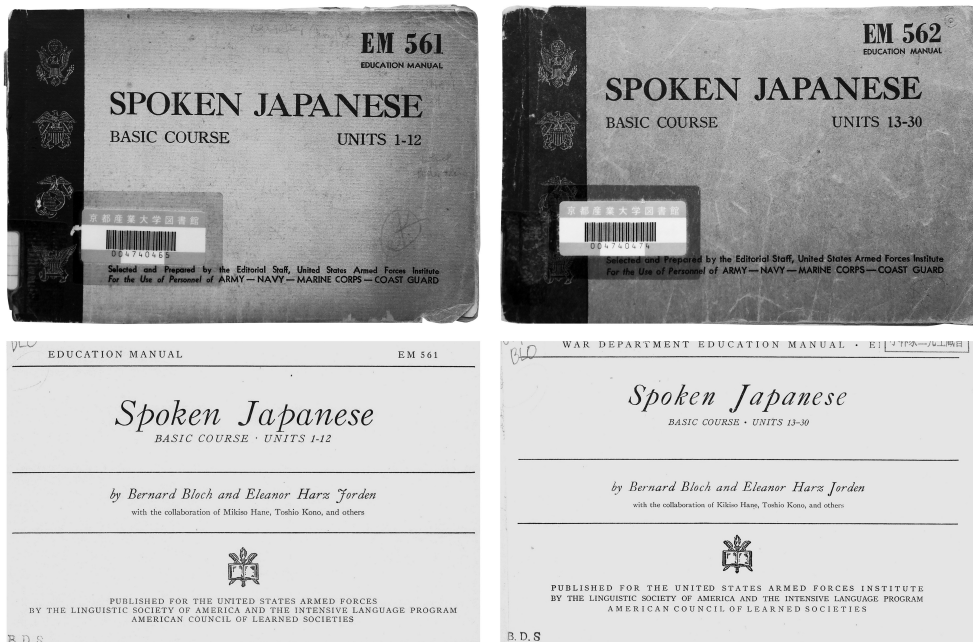 EM 561
EDUCATION MANUAL
SPOKEN JAPANESE
BASIC COURSE UNITS 1-12
京都産業大学図書館
004740465
Selected and Prepared by the Editorial Staff, United States Armed Forces Institute
For the Use of Personnel of ARMY — NAVY — MARINE CORPS — COAST GUARD
EM 562
EDUCATION MANUAL
SPOKEN JAPANESE
BASIC COURSE UNITS 13-30
京都産業大学図書館
004740474
Selected and Prepared by the Editorial Staff, United States Armed Forces Institute
For the Use of Personnel of ARMY — NAVY — MARINE CORPS — COAST GUARD
EDUCATION MANUAL EM 561
Spoken Japanese
BASIC COURSE · UNITS 1-12
by Bernard Bloch and Eleanor Harz Jorden
with the collaboration of Mikiso Hane, Toshio Kono, and others
PUBLISHED FOR THE UNITED STATES ARMED FORCES
BY THE LINGUISTIC SOCIETY OF AMERICA AND THE INTENSIVE LANGUAGE PROGRAM
AMERICAN COUNCIL OF LEARNED SOCIETIES
B. D. S
BLO
WAR DEPARTMENT EDUCATION MANUAL ·
Spoken Japanese
BASIC COURSE · UNITS 13-30
by Bernard Bloch and Eleanor Harz Jorden
with the collaboration of Kikiso Hane, Toshio Kono, and others
PUBLISHED FOR THE UNITED STATES ARMED FORCES INSTITUTE
BY THE LINGUISTIC SOCIETY OF AMERICA AND THE INTENSIVE LANGUAGE PROGRAM
AMERICAN COUNCIL OF LEARNED SOCIETIES
B. D. S